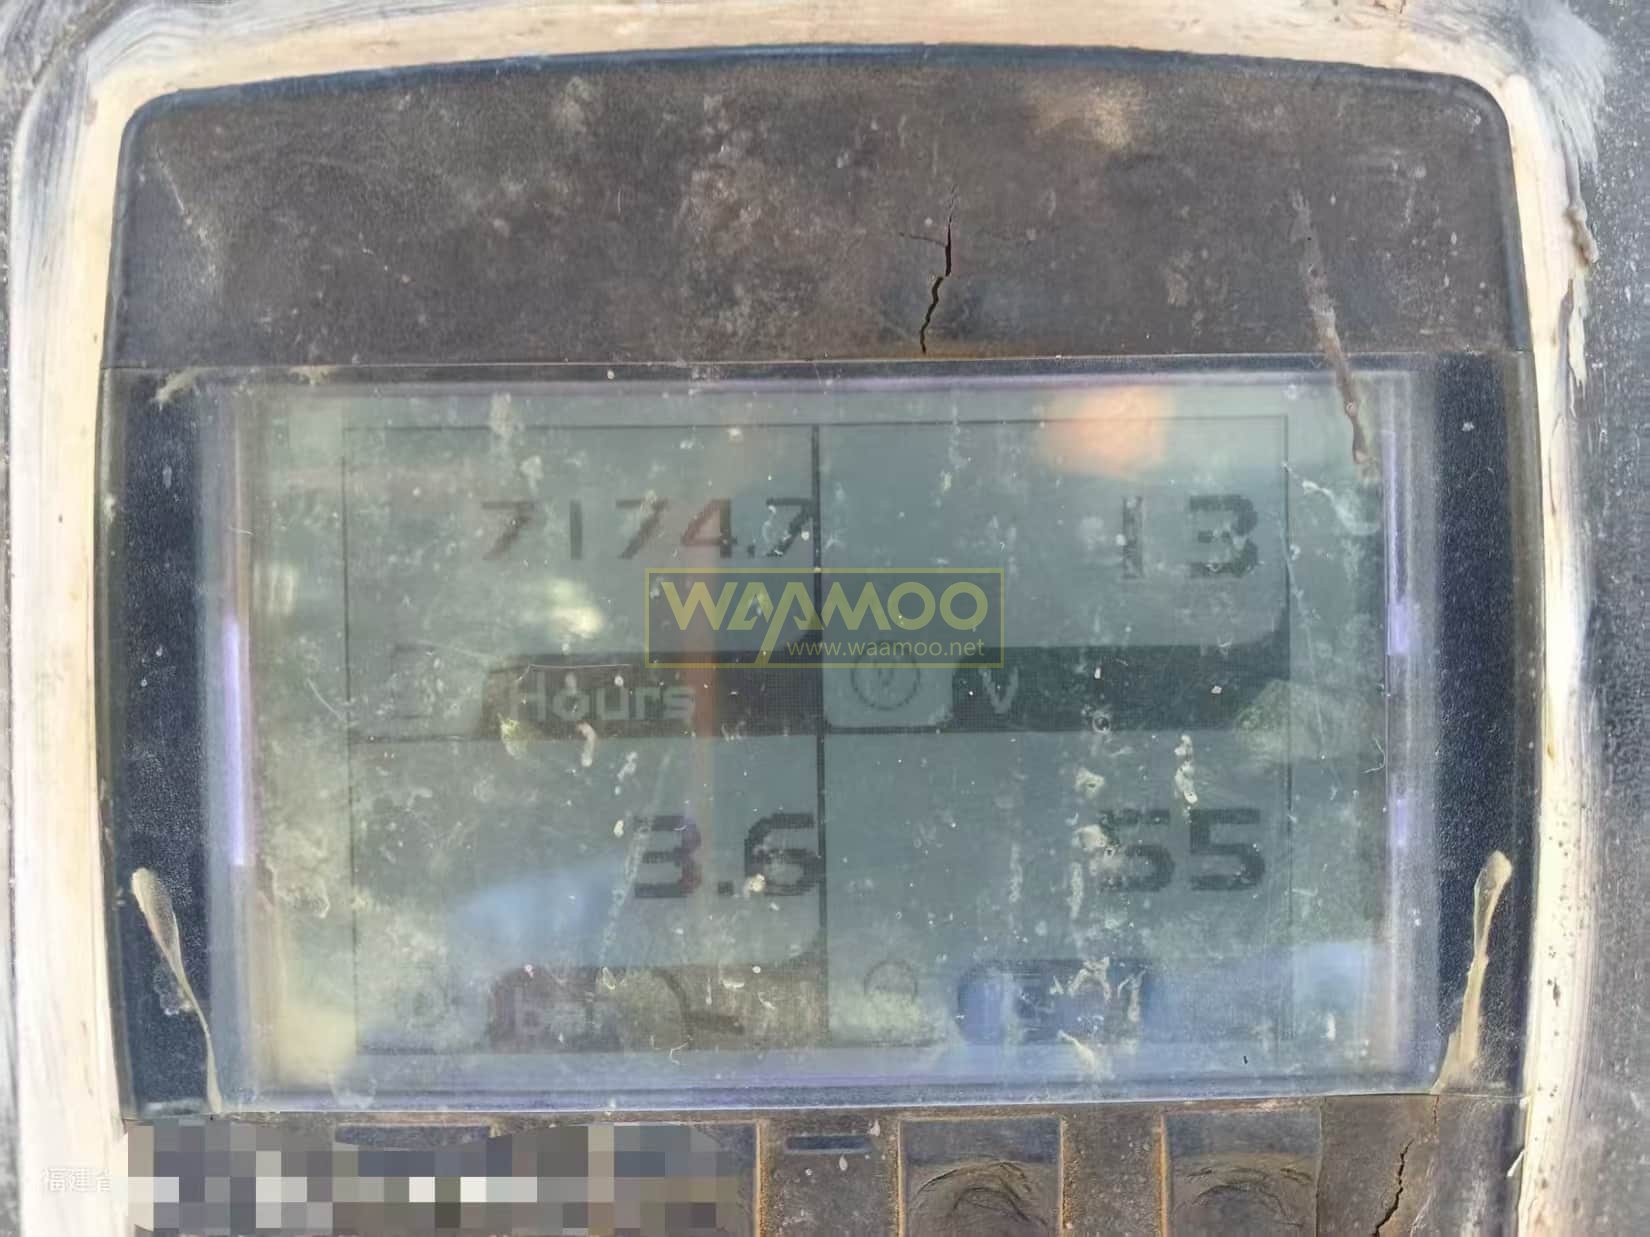 7174.7
13
WAAMOO
www.waamoo.net
Hours
V
3.6
55
福建省